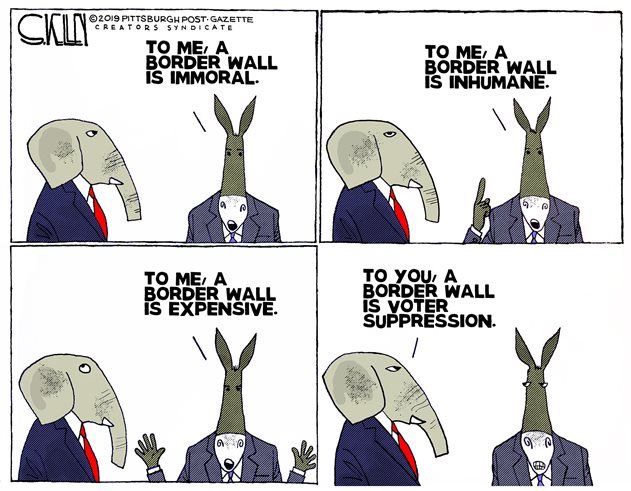 C.KELLY
©2019 PITTSBURGH POST-GAZETTE
CREATORS SYNDICATE
TO ME, A
BORDER WALL
IS IMMORAL.
TO ME, A
BORDER WALL
IS INHUMANE.
TO ME, A
BORDER WALL
IS EXPENSIVE.
TO YOU, A
BORDER WALL
IS VOTER
SUPPRESSION.